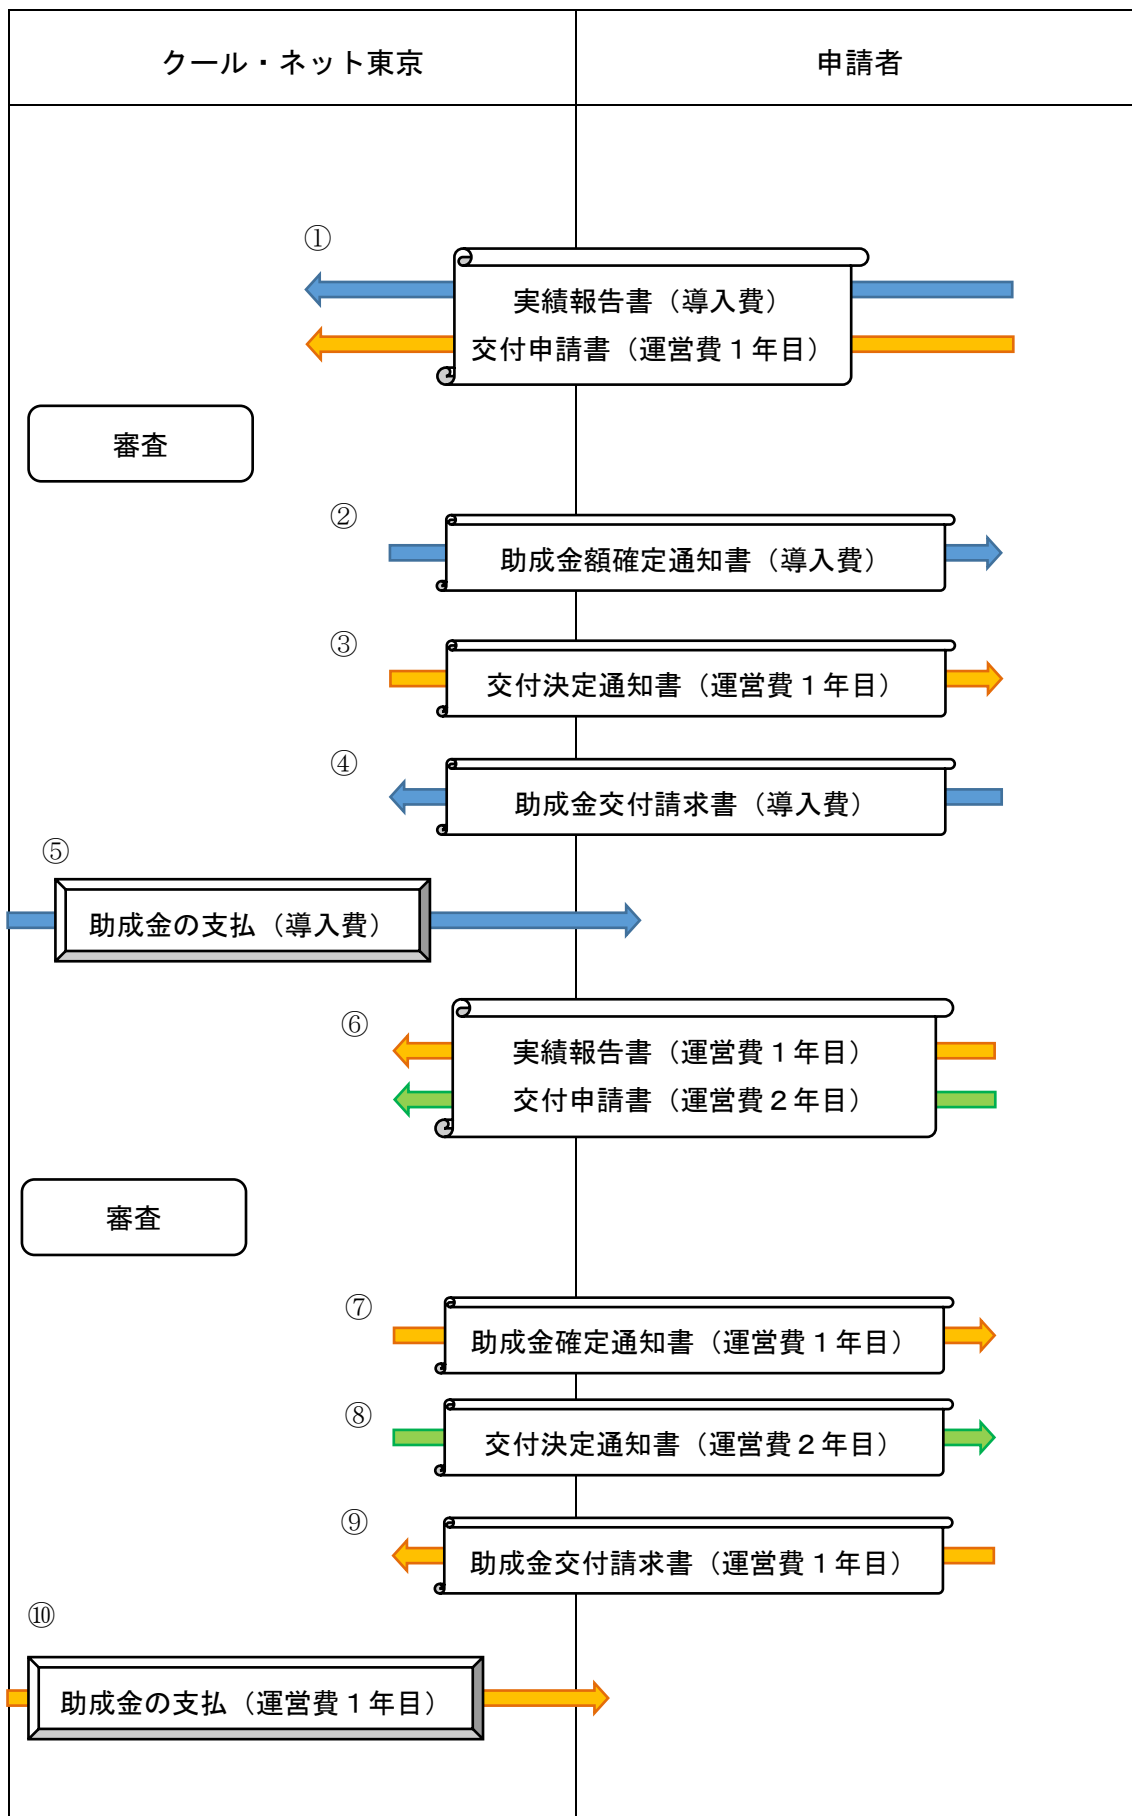 クール・ネット東京
申請者
①
実績報告書（導入費）
交付申請書（運営費１年目）
審査
②
助成金額確定通知書（導入費）
③
交付決定通知書（運営費１年目）
④
助成金交付請求書（導入費）
⑤
助成金の支払（導入費）
⑥
実績報告書（運営費１年目）
交付申請書（運営費２年目）
審査
⑦
助成金確定通知書（運営費１年目）
⑧
交付決定通知書（運営費２年目）
⑨
助成金交付請求書（運営費１年目）
⑩
助成金の支払（運営費１年目）